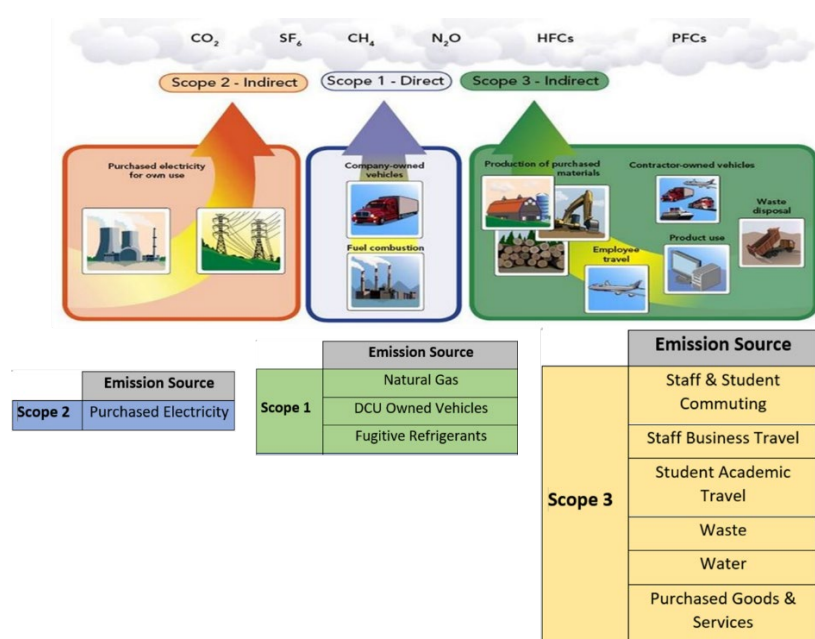 CO₂ SF₆ CH₄ N₂O HFCs PFCs
Scope 2 - Indirect
Scope 1 - Direct
Scope 3 - Indirect
Purchased electricity
for own use
Company-owned
vehicles
Fuel combustion
Production of purchased
materials
Contractor-owned vehicles
Waste
disposal
Product use
Employee
travel
Emission Source
Scope 2 Purchased Electricity
Emission Source
Scope 1
Natural Gas
DCU Owned Vehicles
Fugitive Refrigerants
Emission Source
Scope 3
Staff & Student
Commuting
Staff Business Travel
Student Academic
Travel
Waste
Water
Purchased Goods &
Services